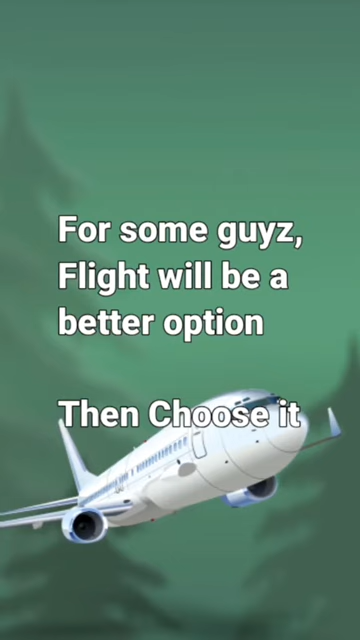 For some guyz,
Flight will be a
better option
Then Choose it